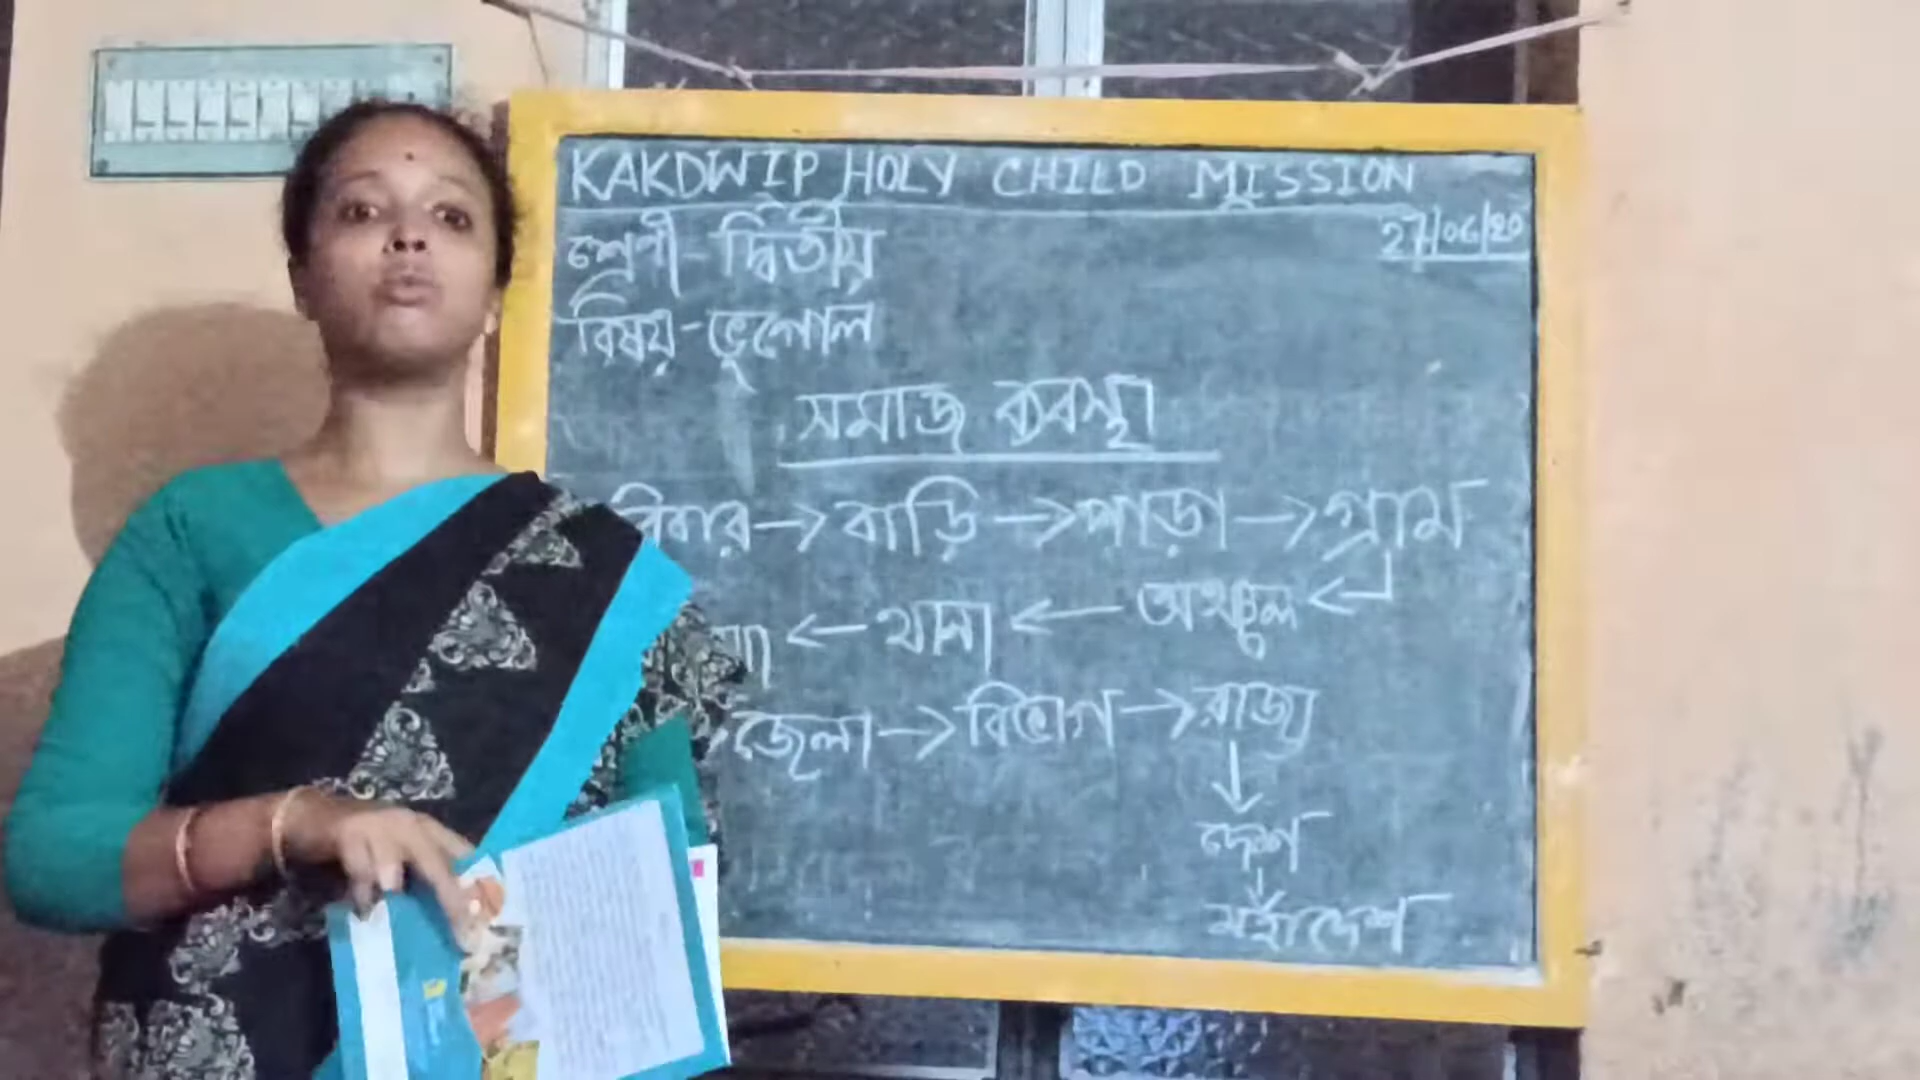 KAKDWIP HOLY CHILD MISSION
27/06/20
শ্রেণী-দ্বিতীয়
বিষয়-ভূগোল
সমাজ ব্যবস্থা
→ বাড়ি → পাড়া → গ্রাম
← থানা ← অঞ্চল ←
জেলা → বিভাগ → রাজ্য
↓
দেশ
↓
মহাদেশ